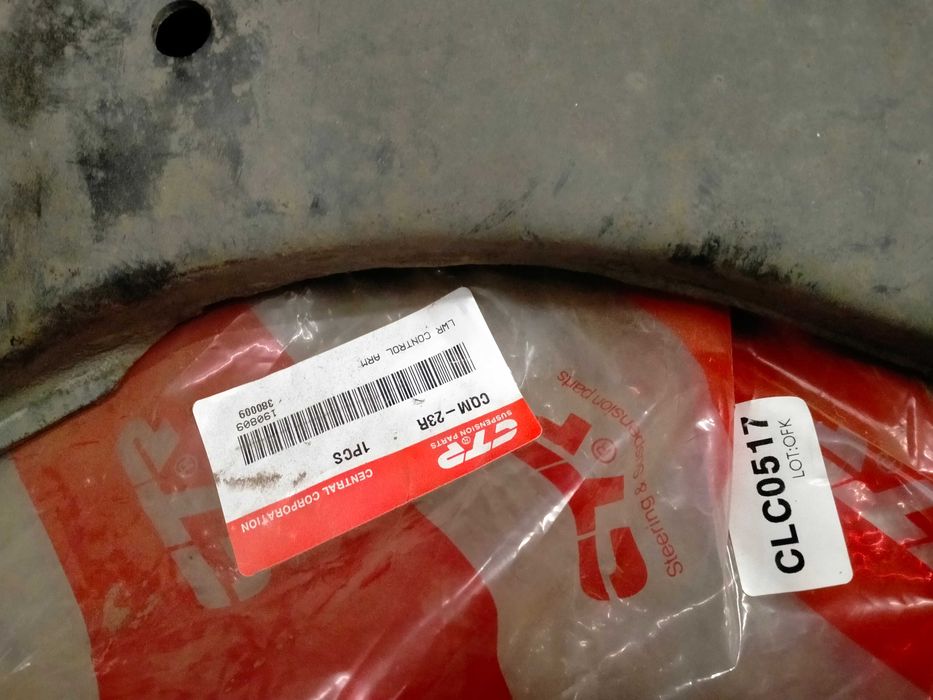 CTR®
SUSPENSION PARTS
CENTRAL CORPORATION
CQM-23R
1PCS
190809
380009
LWR CONTROL ARM
CTR®
Steering & Suspension parts
CLC0517
LOT:OFK